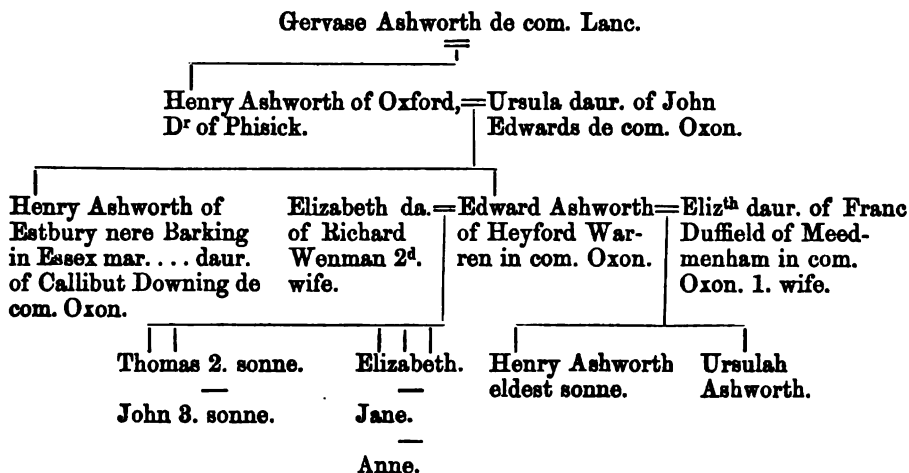 Gervase Ashworth de com. Lanc.
Henry Ashworth of Oxford,
Dr of Phisick.
Ursula daur. of John
Edwards de com. Oxon.
Henry Ashworth of
Estbury nere Barking
in Essex mar. . . . daur.
of Callibut Downing de
com. Oxon.
Elizabeth da.
of Richard
Wenman 2d.
wife.
Edward Ashworth
of Heyford War-
ren in com. Oxon.
Elizth daur. of Franc
Duffield of Meed-
menham in com.
Oxon. 1. wife.
Thomas 2. sonne.
John 3. sonne.
Elizabeth.
Jane.
Anne.
Henry Ashworth
eldest sonne.
Ursulah
Ashworth.